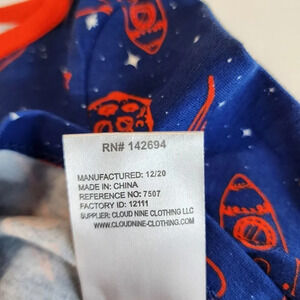 RN# 142694
MANUFACTURED: 12/20
MADE IN: CHINA
REFERENCE NO: 7507
FACTORY ID: 12111
SUPPLIER: CLOUD NINE CLOTHING LLC
WWW.CLOUDNINE-CLOTHING.COM